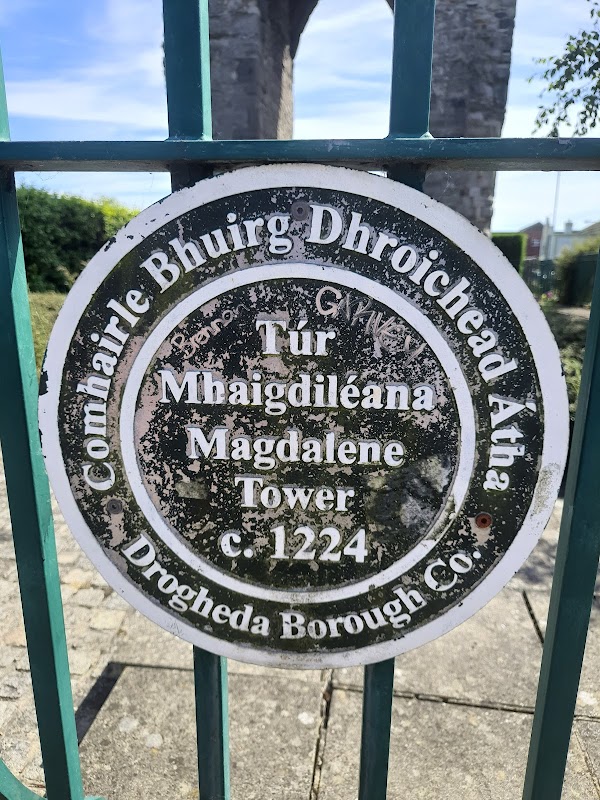 Comhairle Bhuirg Dhroichead Átha
Túr
Mhaigdiléana
Magdalene
Tower
c. 1224
Drogheda Borough Co.